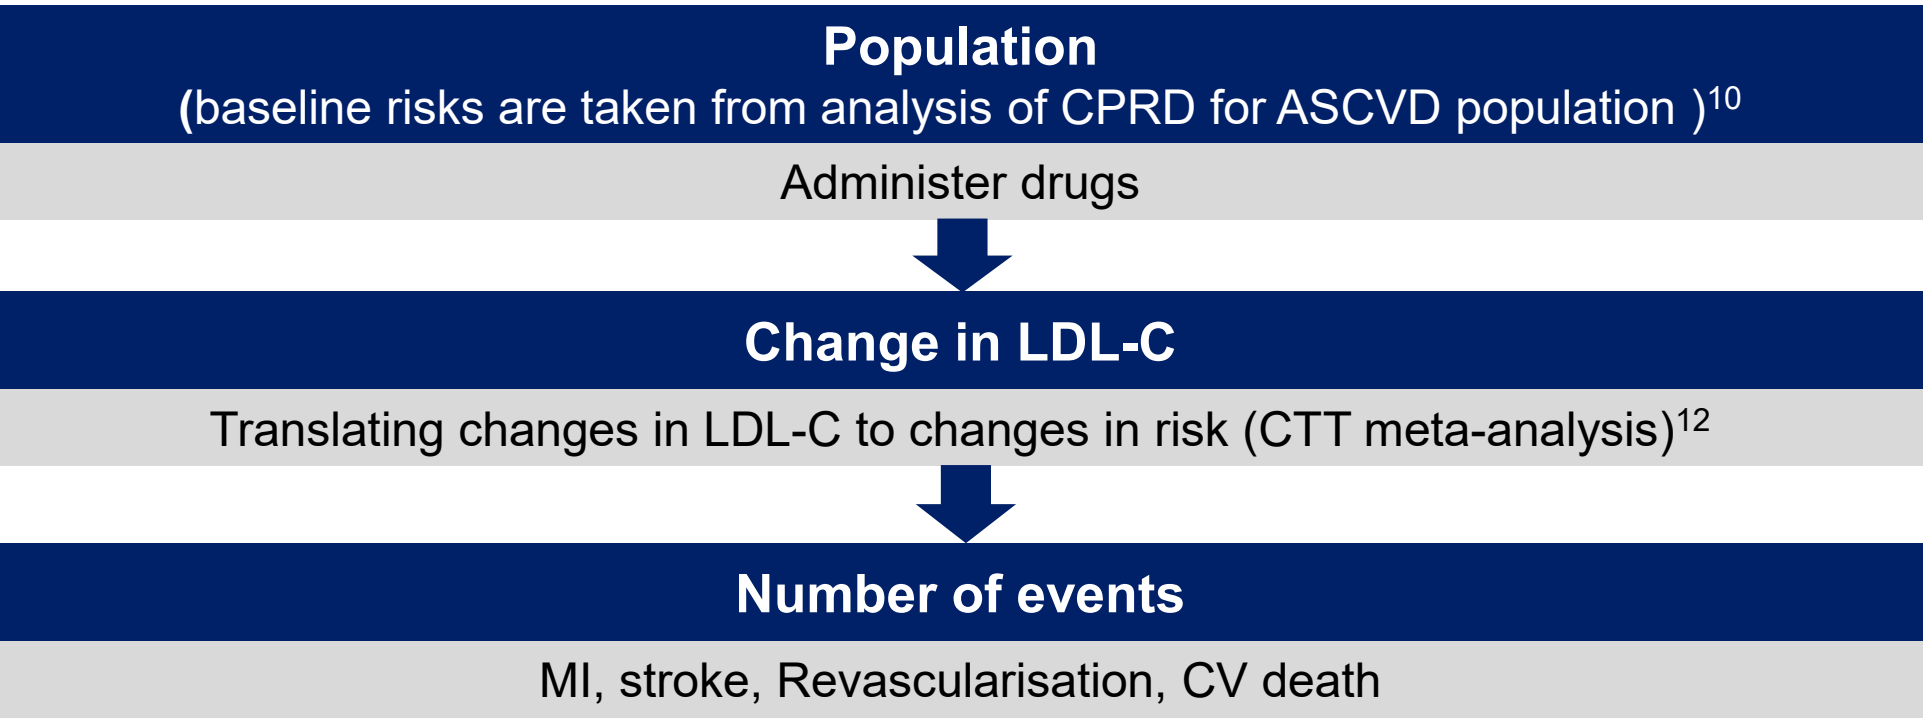 Population
(baseline risks are taken from analysis of CPRD for ASCVD population )10
Administer drugs
Change in LDL-C
Translating changes in LDL-C to changes in risk (CTT meta-analysis)12
Number of events
MI, stroke, Revascularisation, CV death